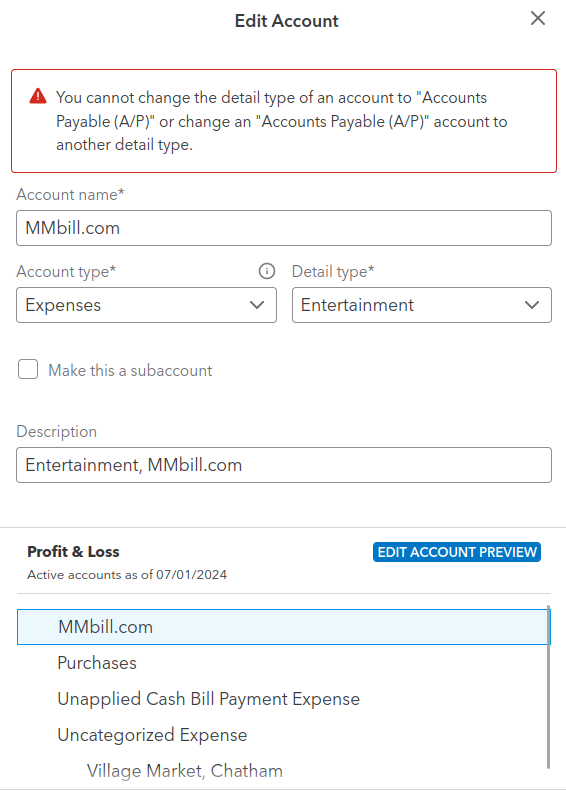 Edit Account
You cannot change the detail type of an account to "Accounts
Payable (A/P)" or change an "Accounts Payable (A/P)" account to
another detail type.
Account name*
MMbill.com
Account type*
Detail type*
Expenses
Entertainment
Make this a subaccount
Description
Entertainment, MMbill.com
Profit & Loss
EDIT ACCOUNT PREVIEW
Active accounts as of 07/01/2024
MMbill.com
Purchases
Unapplied Cash Bill Payment Expense
Uncategorized Expense
Village Market, Chatham